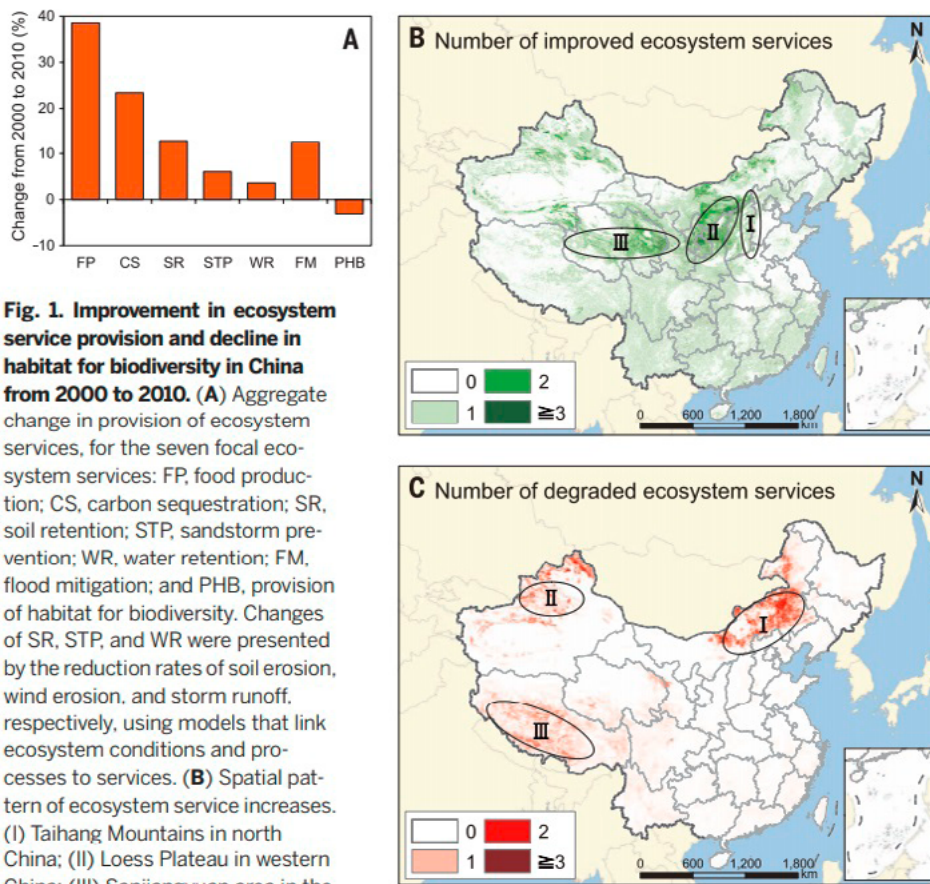 40
30
20
10
0
-10
Change from 2000 to 2010 (%)
A
FP CS SR STP WR FM PHB
Fig. 1. Improvement in ecosystem
service provision and decline in
habitat for biodiversity in China
from 2000 to 2010. (A) Aggregate
change in provision of ecosystem
services, for the seven focal eco-
system services: FP, food produc-
tion; CS, carbon sequestration; SR,
soil retention; STP, sandstorm pre-
vention; WR, water retention; FM,
flood mitigation; and PHB, provision
of habitat for biodiversity. Changes
of SR, STP, and WR were presented
by the reduction rates of soil erosion,
wind erosion, and storm runoff,
respectively, using models that link
ecosystem conditions and pro-
cesses to services. (B) Spatial pat-
tern of ecosystem service increases.
(I) Taihang Mountains in north
China; (II) Loess Plateau in western
China; (III) Sanjiangyuan area in the
B Number of improved ecosystem services
N
I
II
III
0 2
1 ≧3
0 600 1,200 1,800
km
C Number of degraded ecosystem services
N
II
I
III
0 2
1 ≧3
0 600 1,200 1,800
km